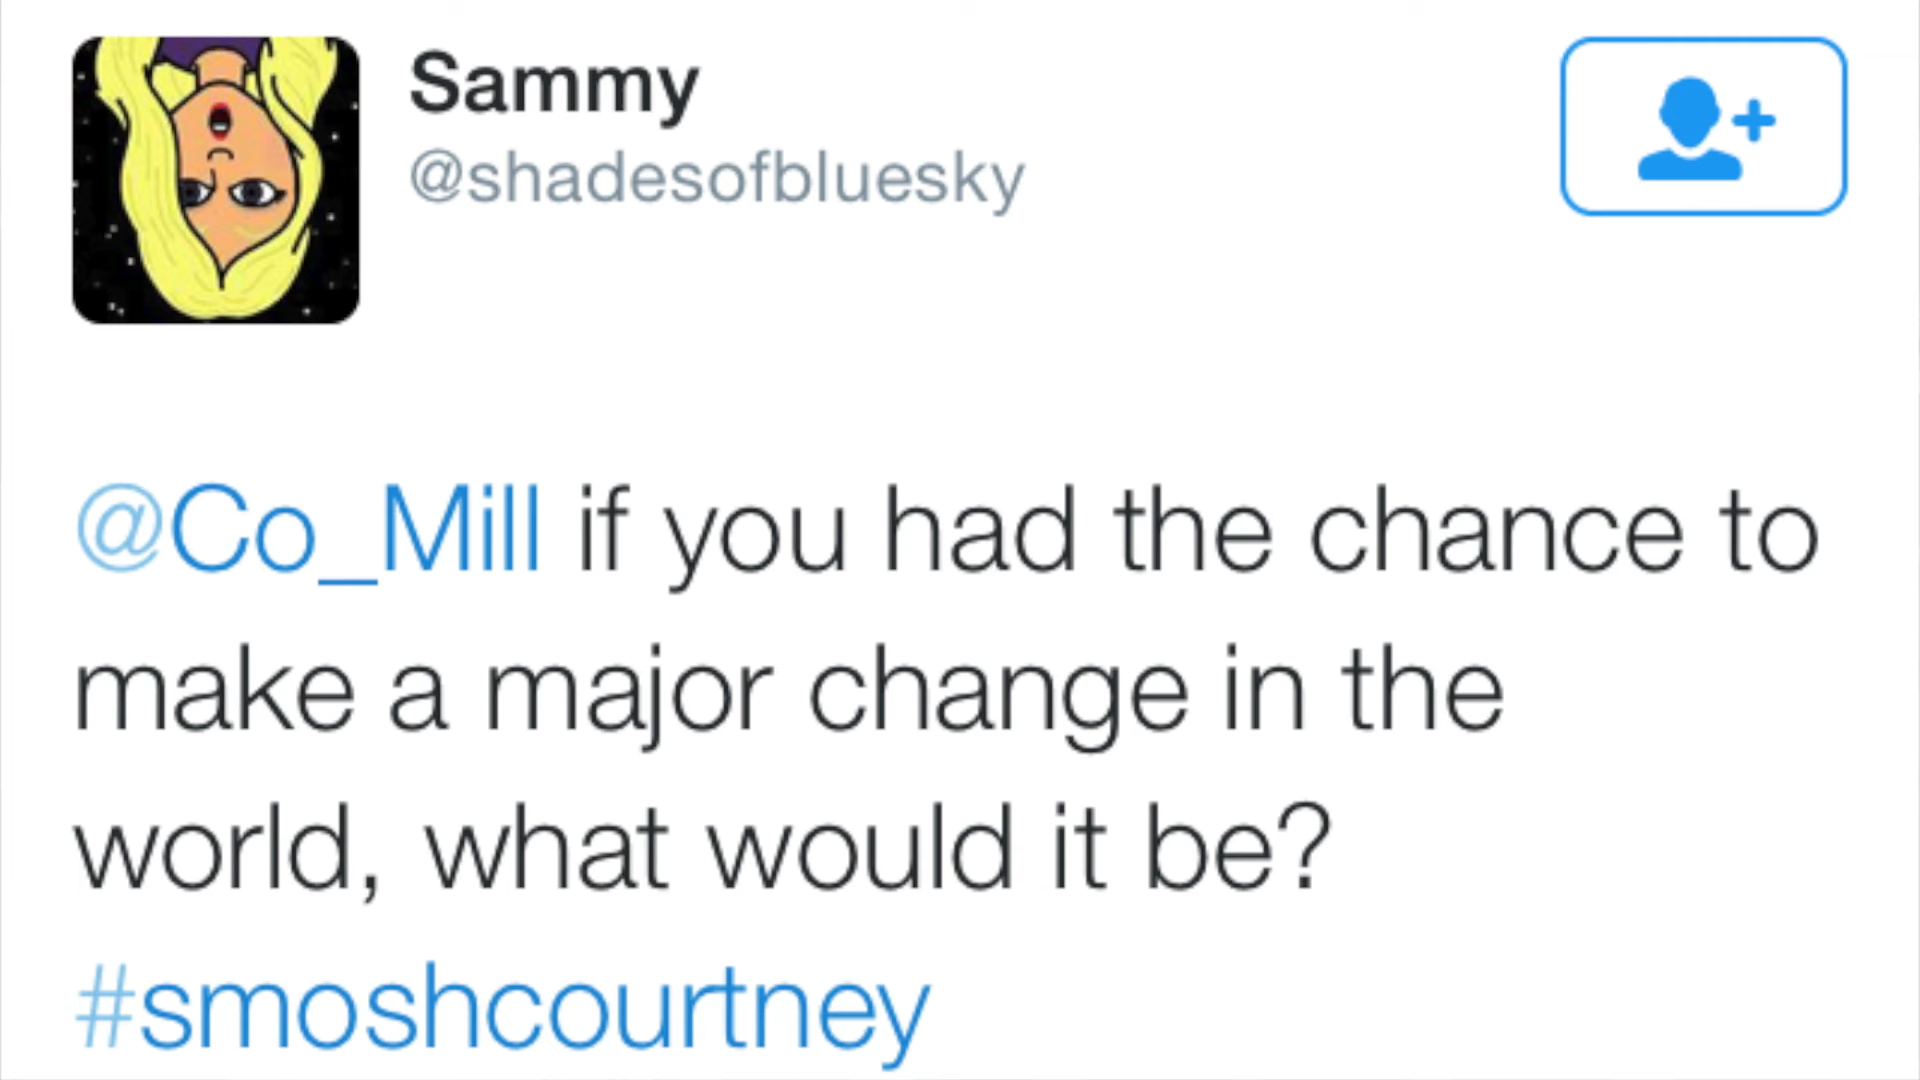 Sammy
@shadesofbluesky
@Co_Mill if you had the chance to
make a major change in the
world, what would it be?
#smoshcourtney